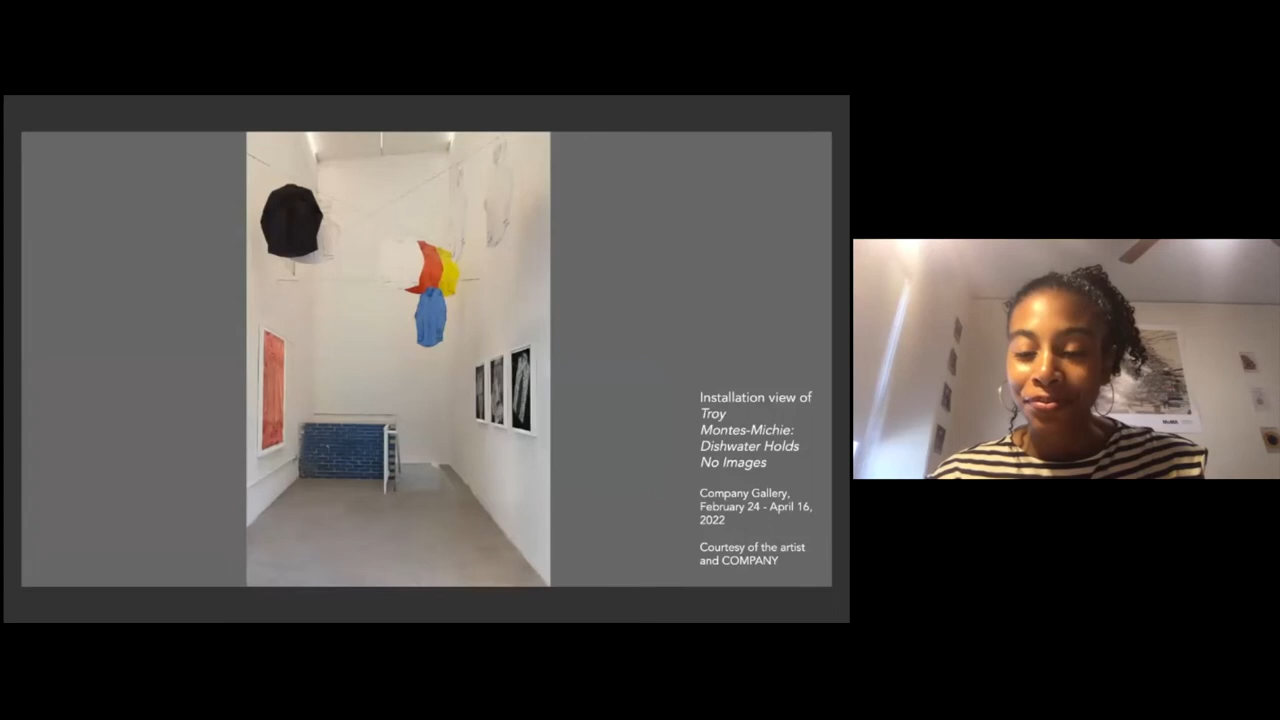 Installation view of
Troy
Montes-Michie:
Dishwater Holds
No Images
Company Gallery,
February 24 - April 16,
2022
Courtesy of the artist
and COMPANY
MoMA